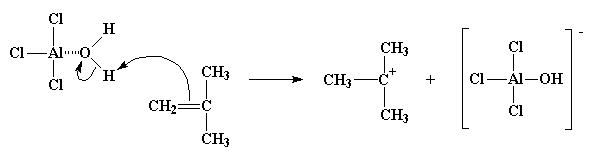 Cl H
Cl Al O
Cl H
CH3
CH2 C
CH3
CH3
CH3 C+
CH3
+
Cl
Cl Al OH
Cl
-